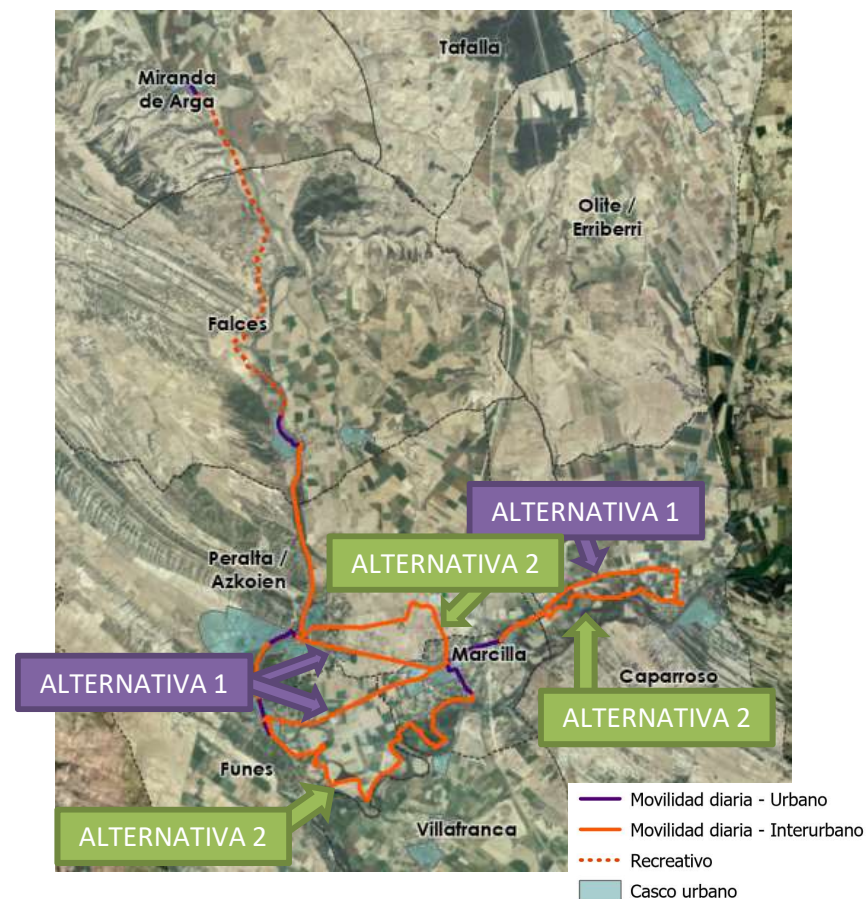 Tafalla
Miranda
de Arga
Olite /
Erriberri
Falces
ALTERNATIVA 1
ALTERNATIVA 2
Peralta /
Azkoien
Marcilla
ALTERNATIVA 1
Caparroso
ALTERNATIVA 2
Funes
ALTERNATIVA 2
Villafranca
Movilidad diaria - Urbano
Movilidad diaria - Interurbano
Recreativo
Casco urbano